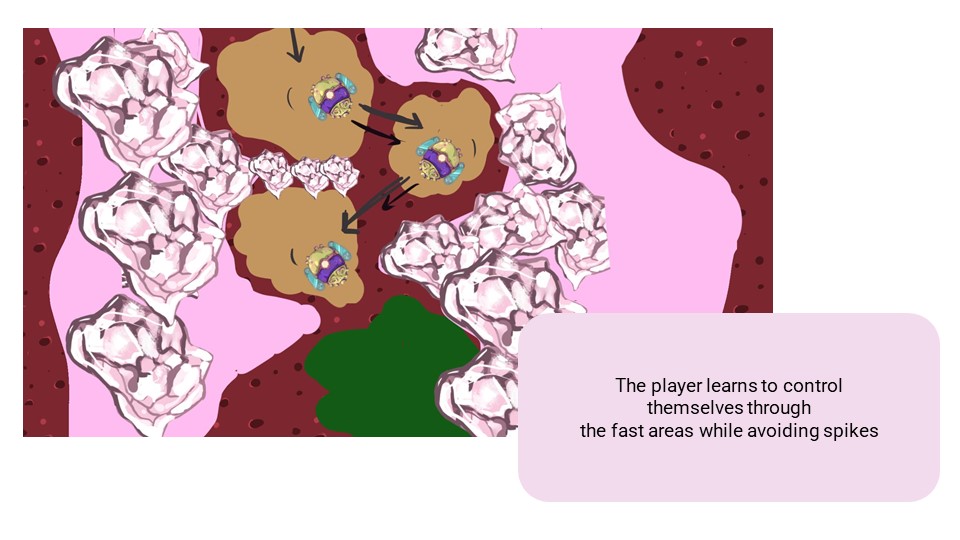 The player learns to control
themselves through
the fast areas while avoiding spikes